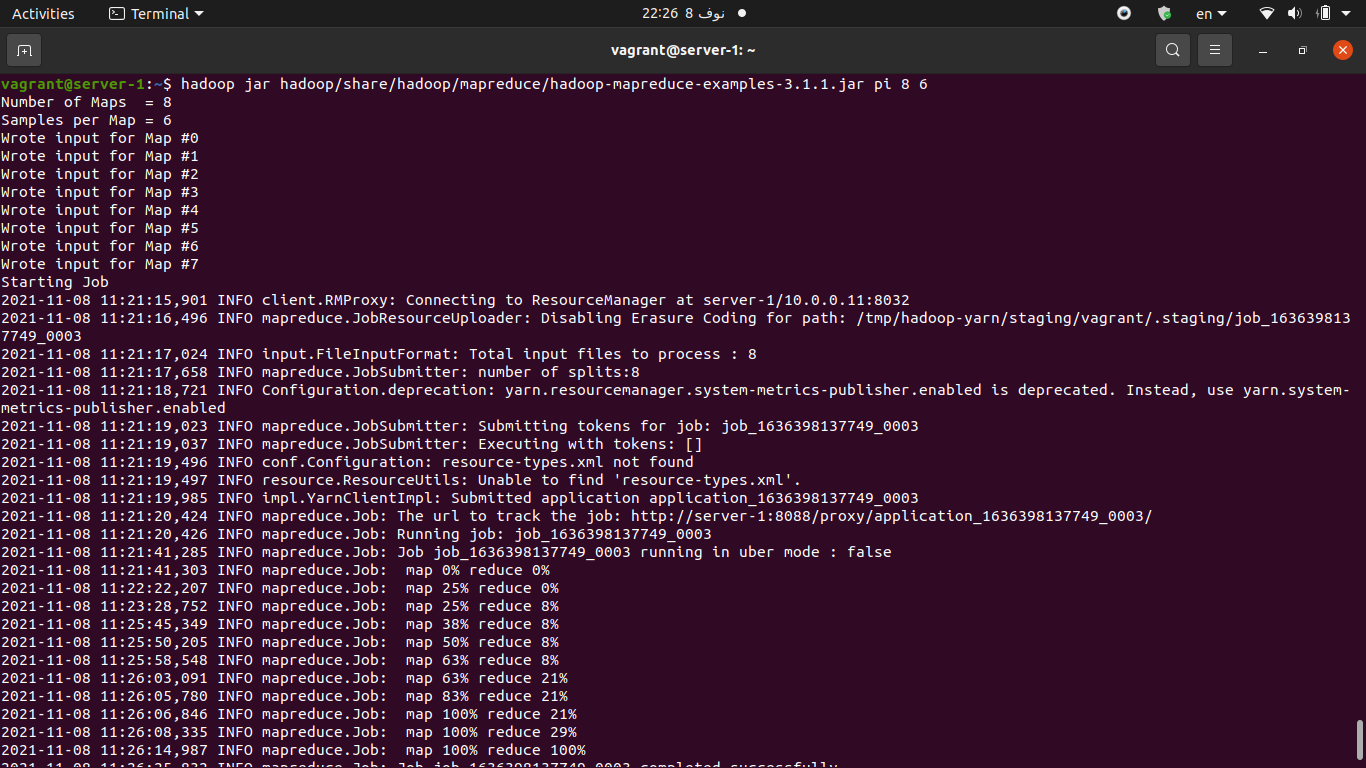 Activities
Terminal
22:26 8 نوف
en
vagrant@server-1: ~
vagrant@server-1:~$ hadoop jar hadoop/share/hadoop/mapreduce/hadoop-mapreduce-examples-3.1.1.jar pi 8 6
Number of Maps  = 8
Samples per Map = 6
Wrote input for Map #0
Wrote input for Map #1
Wrote input for Map #2
Wrote input for Map #3
Wrote input for Map #4
Wrote input for Map #5
Wrote input for Map #6
Wrote input for Map #7
Starting Job
2021-11-08 11:21:15,901 INFO client.RMProxy: Connecting to ResourceManager at server-1/10.0.0.11:8032
2021-11-08 11:21:16,496 INFO mapreduce.JobResourceUploader: Disabling Erasure Coding for path: /tmp/hadoop-yarn/staging/vagrant/.staging/job_163639813
7749_0003
2021-11-08 11:21:17,024 INFO input.FileInputFormat: Total input files to process : 8
2021-11-08 11:21:17,658 INFO mapreduce.JobSubmitter: number of splits:8
2021-11-08 11:21:18,721 INFO Configuration.deprecation: yarn.resourcemanager.system-metrics-publisher.enabled is deprecated. Instead, use yarn.system-
metrics-publisher.enabled
2021-11-08 11:21:19,023 INFO mapreduce.JobSubmitter: Submitting tokens for job: job_1636398137749_0003
2021-11-08 11:21:19,037 INFO mapreduce.JobSubmitter: Executing with tokens: []
2021-11-08 11:21:19,496 INFO conf.Configuration: resource-types.xml not found
2021-11-08 11:21:19,497 INFO resource.ResourceUtils: Unable to find 'resource-types.xml'.
2021-11-08 11:21:19,985 INFO impl.YarnClientImpl: Submitted application application_1636398137749_0003
2021-11-08 11:21:20,424 INFO mapreduce.Job: The url to track the job: http://server-1:8088/proxy/application_1636398137749_0003/
2021-11-08 11:21:20,426 INFO mapreduce.Job: Running job: job_1636398137749_0003
2021-11-08 11:21:41,285 INFO mapreduce.Job: Job job_1636398137749_0003 running in uber mode : false
2021-11-08 11:21:41,303 INFO mapreduce.Job:  map 0% reduce 0%
2021-11-08 11:22:22,207 INFO mapreduce.Job:  map 25% reduce 0%
2021-11-08 11:23:28,752 INFO mapreduce.Job:  map 25% reduce 8%
2021-11-08 11:25:45,349 INFO mapreduce.Job:  map 38% reduce 8%
2021-11-08 11:25:50,205 INFO mapreduce.Job:  map 50% reduce 8%
2021-11-08 11:25:58,548 INFO mapreduce.Job:  map 63% reduce 8%
2021-11-08 11:26:03,091 INFO mapreduce.Job:  map 63% reduce 21%
2021-11-08 11:26:05,780 INFO mapreduce.Job:  map 83% reduce 21%
2021-11-08 11:26:06,846 INFO mapreduce.Job:  map 100% reduce 21%
2021-11-08 11:26:08,335 INFO mapreduce.Job:  map 100% reduce 29%
2021-11-08 11:26:14,987 INFO mapreduce.Job:  map 100% reduce 100%
2021-11-08 INFO mapreduce.Job: Job job_1636398137749_0003 completed successfully